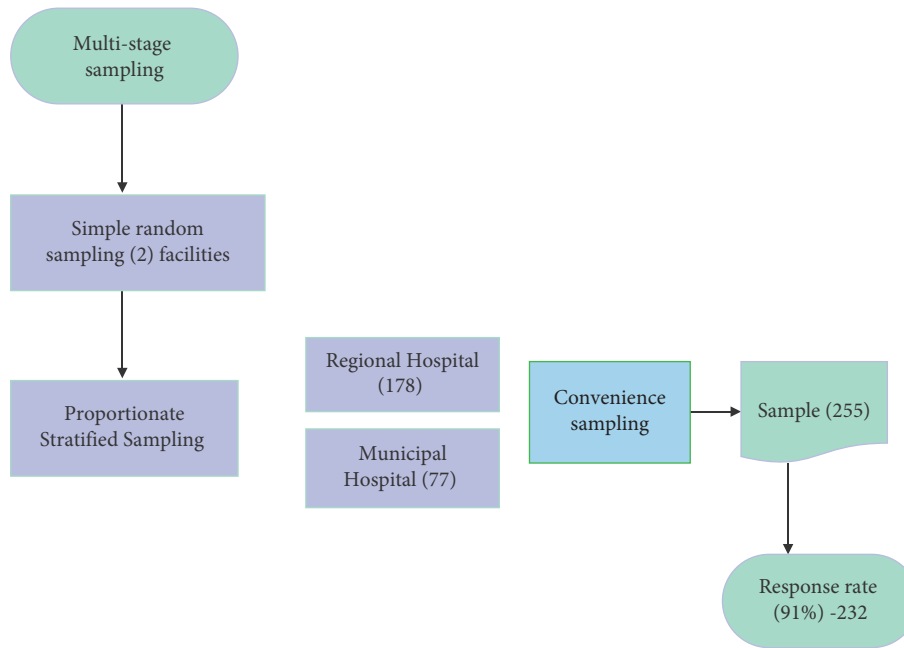 Multi-stage
sampling
Simple random
sampling (2) facilities
Proportionate
Stratified Sampling
Regional Hospital
(178)
Municipal
Hospital (77)
Convenience
sampling
Sample (255)
Response rate
(91%) -232